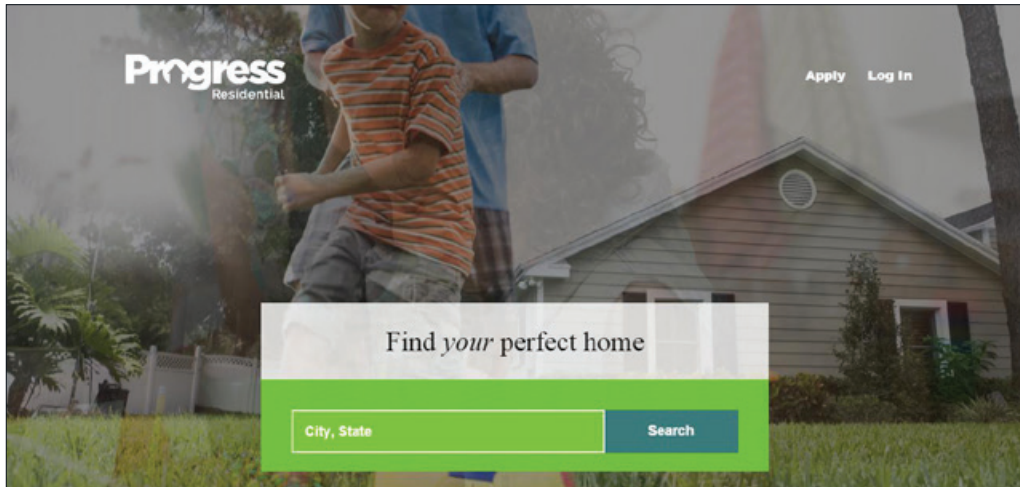 Progress
Residential
Apply Log In
Find your perfect home
City, State
Search